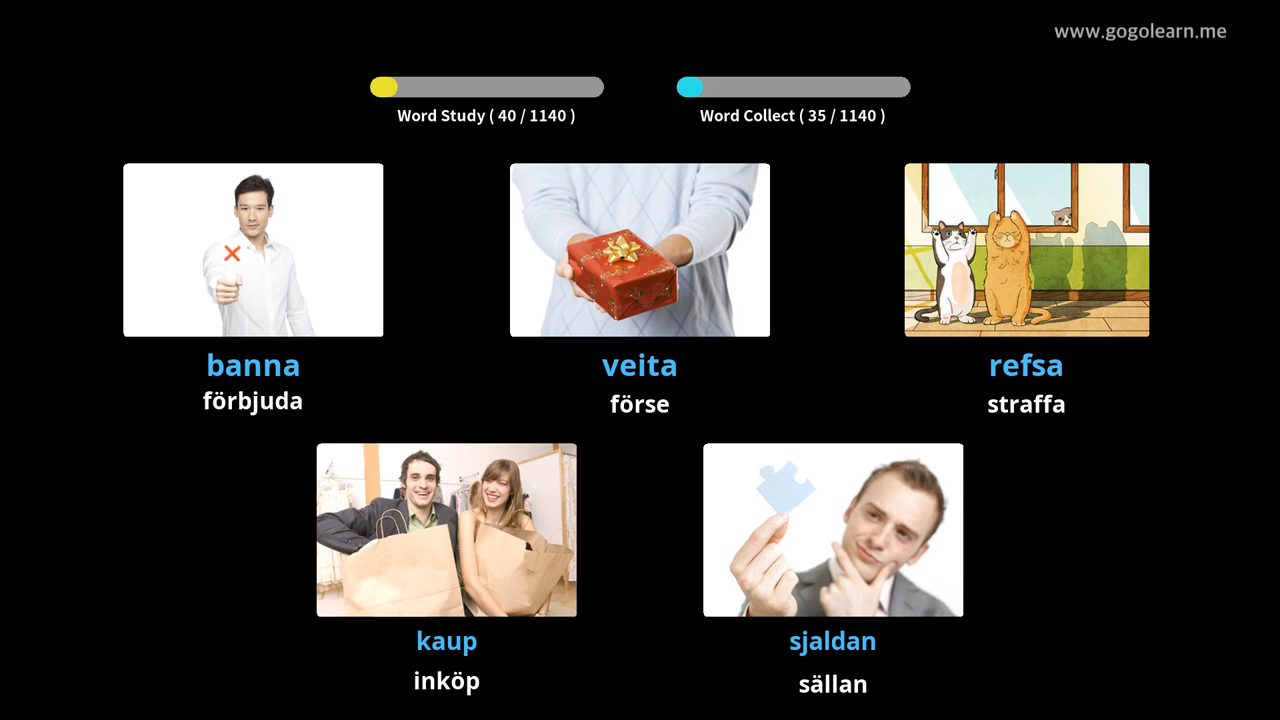 www.gogolearn.me
Word Study ( 40 / 1140 )
Word Collect ( 35 / 1140 )
banna
förbjuda
veita
förse
refsa
straffa
kaup
inköp
sjaldan
sällan